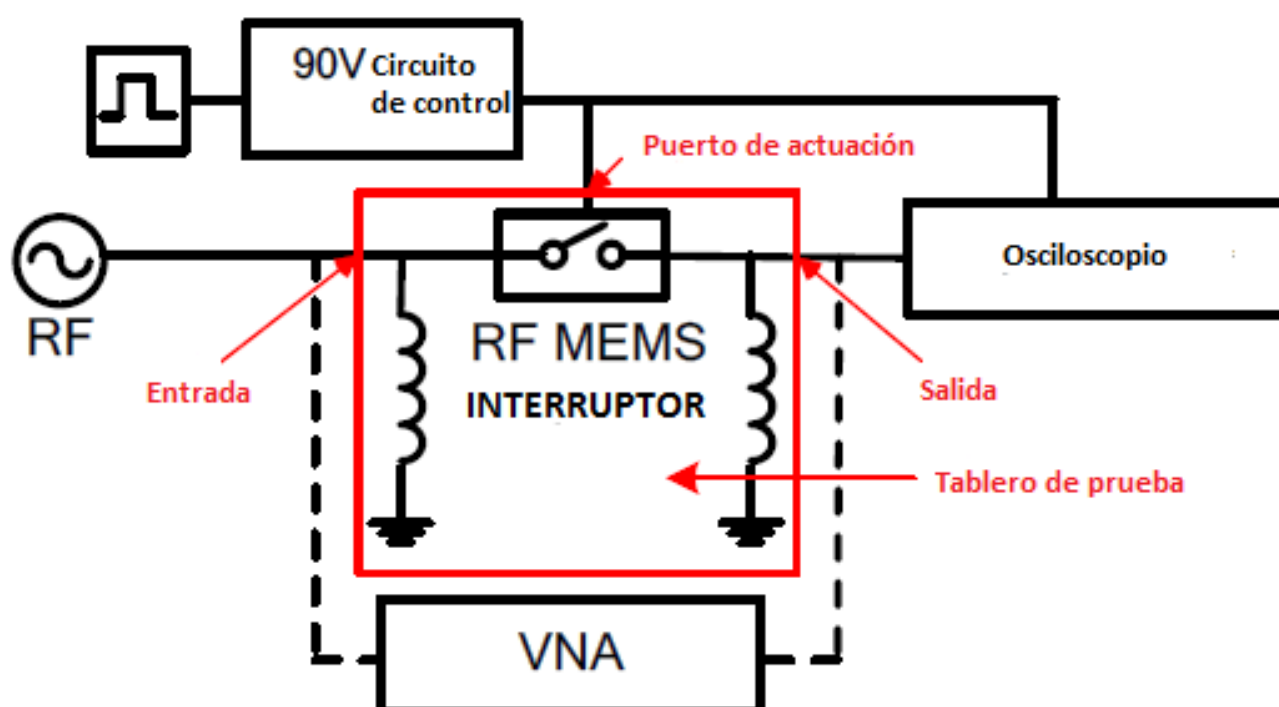 90V Circuito
de control
Puerto de actuación
Osciloscopio
RF
Entrada
RF MEMS
INTERRUPTOR
Salida
Tablero de prueba
VNA